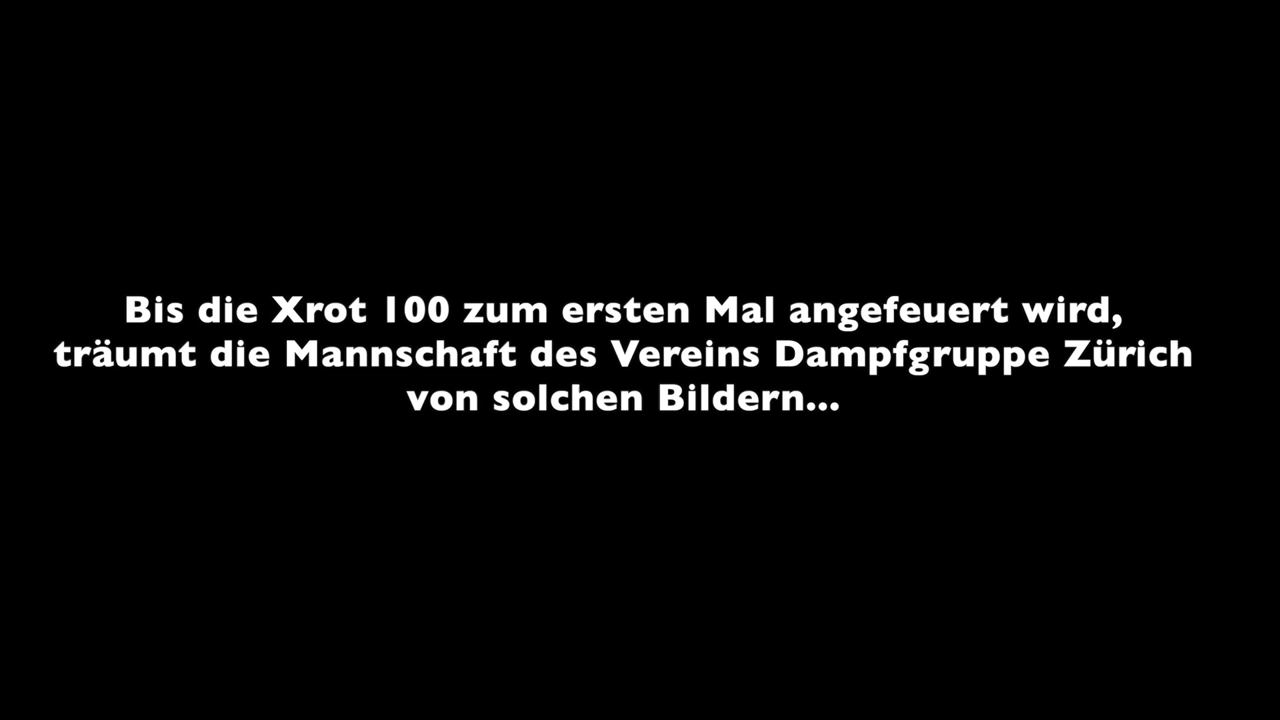 Bis die Xrot 100 zum ersten Mal angefeuert wird,
träumt die Mannschaft des Vereins Dampfgruppe Zürich
von solchen Bildern...